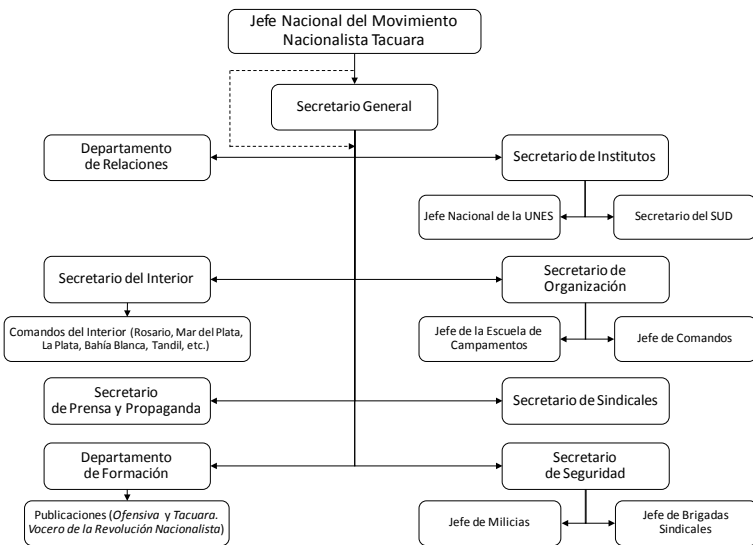 Jefe Nacional del Movimiento
Nacionalista Tacuara
Secretario General
Departamento
de Relaciones
Secretario de Institutos
Jefe Nacional de la UNES
Secretario del SUD
Secretario del Interior
Secretario de
Organización
Comandos del Interior (Rosario, Mar del Plata,
La Plata, Bahía Blanca, Tandil, etc.)
Jefe de la Escuela de
Campamentos
Jefe de Comandos
Secretario
de Prensa y Propaganda
Secretario de Sindicales
Departamento
de Formación
Secretario
de Seguridad
Publicaciones (Ofensiva y Tacuara.
Vocero de la Revolución Nacionalista)
Jefe de Milicias
Jefe de Brigadas
Sindicales